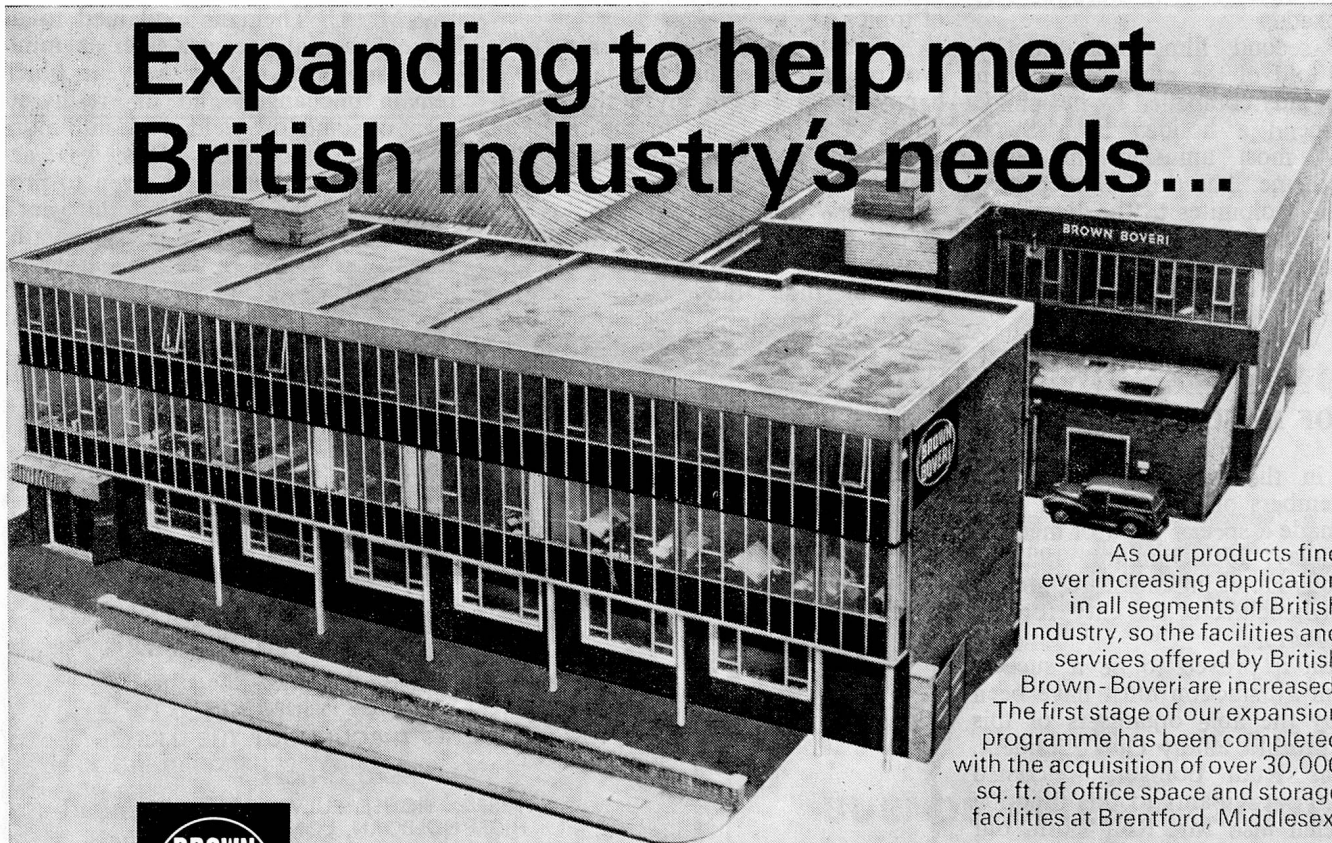 Expanding to help meet
British Industry's needs...
BROWN BOVERI
BROWN
BOVERI
As our products find
ever increasing application
in all segments of British
Industry, so the facilities and
services offered by British
Brown-Boveri are increased.
The first stage of our expansion
programme has been completed
with the acquisition of over 30,000
sq. ft. of office space and storage
facilities at Brentford, Middlesex.
BROWN